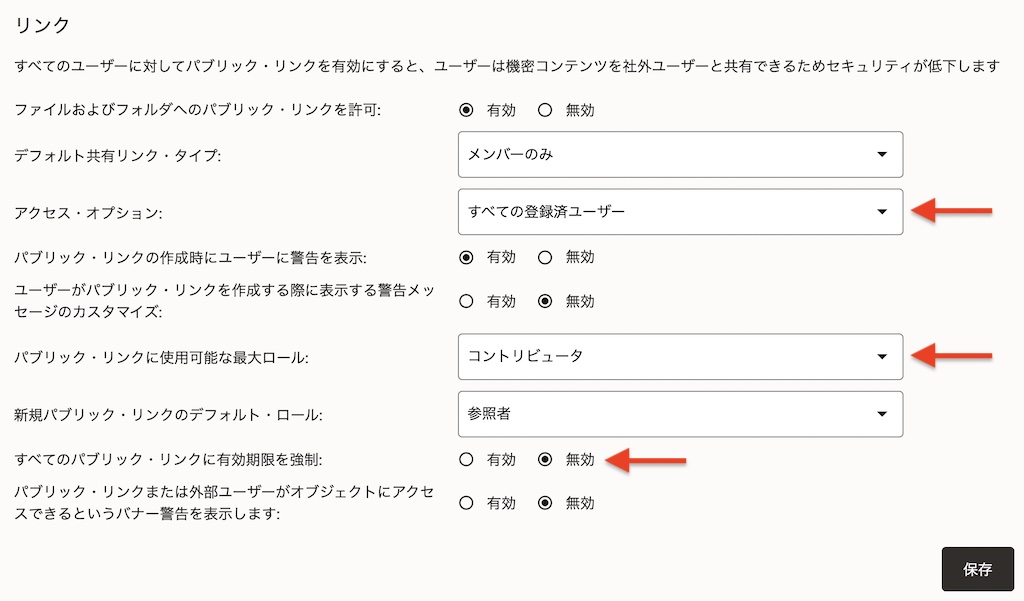 リンク
すべてのユーザーに対してパブリック・リンクを有効にすると、ユーザーは機密コンテンツを社外ユーザーと共有できるためセキュリティが低下します
ファイルおよびフォルダへのパブリック・リンクを許可: 有効 無効
デフォルト共有リンク・タイプ: メンバーのみ
アクセス・オプション: すべての登録済ユーザー
パブリック・リンクの作成時にユーザーに警告を表示: 有効 無効
ユーザーがパブリック・リンクを作成する際に表示する警告メッ
セージのカスタマイズ: 有効 無効
パブリック・リンクに使用可能な最大ロール: コントリビュータ
新規パブリック・リンクのデフォルト・ロール: 参照者
すべてのパブリック・リンクに有効期限を強制: 有効 無効
パブリック・リンクまたは外部ユーザーがオブジェクトにアクセ
スできるというバナー警告を表示します: 有効 無効
保存